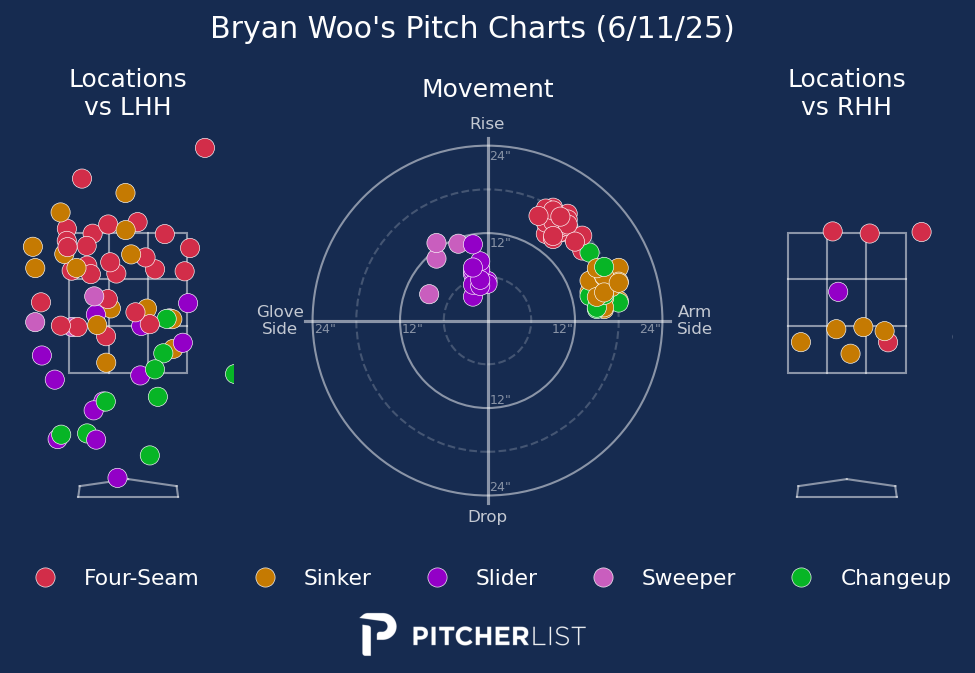 Bryan Woo's Pitch Charts (6/11/25)
Locations
vs LHH
Movement
Locations
vs RHH
Rise
24"
12"
Glove
Side
24"
12"
12"
24"
Arm
Side
12"
24"
Drop
Four-Seam
Sinker
Slider
Sweeper
Changeup
PITCHERLIST